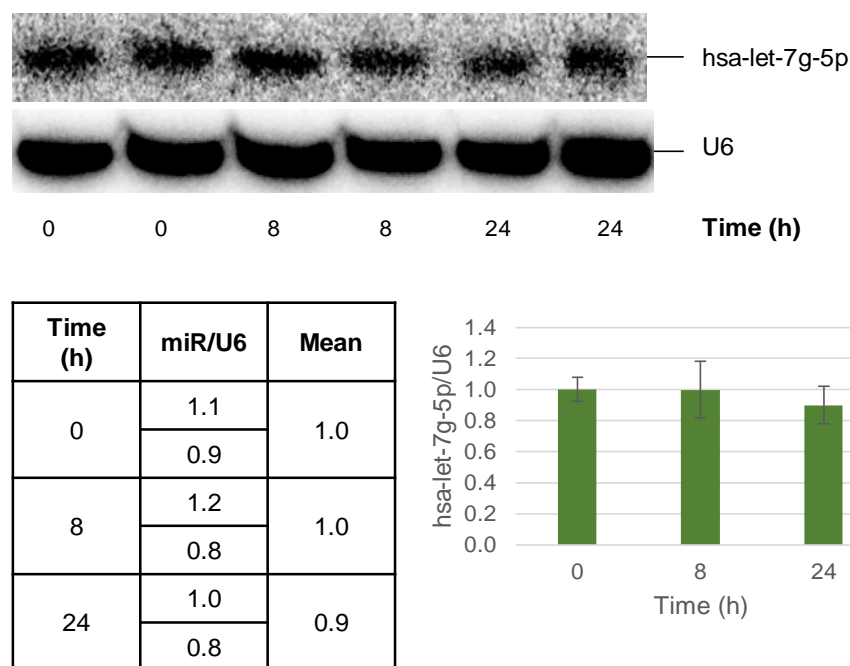 hsa-let-7g-5p
U6
0 0 8 8 24 24 Time (h)
Time (h) miR/U6 Mean
0 1.1 1.0
0.9
8 1.2 1.0
0.8
24 1.0 0.9
0.8
hsa-let-7g-5p/U6
1.4
1.2
1.0
0.8
0.6
0.4
0.2
0.0
0 8 24
Time (h)